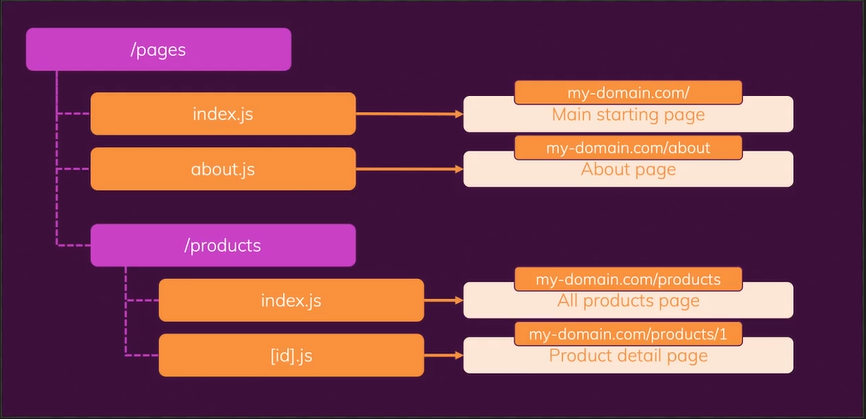 /pages
index.js
my-domain.com/
Main starting page
about.js
my-domain.com/about
About page
/products
index.js
my-domain.com/products
All products page
[id].js
my-domain.com/products/1
Product detail page